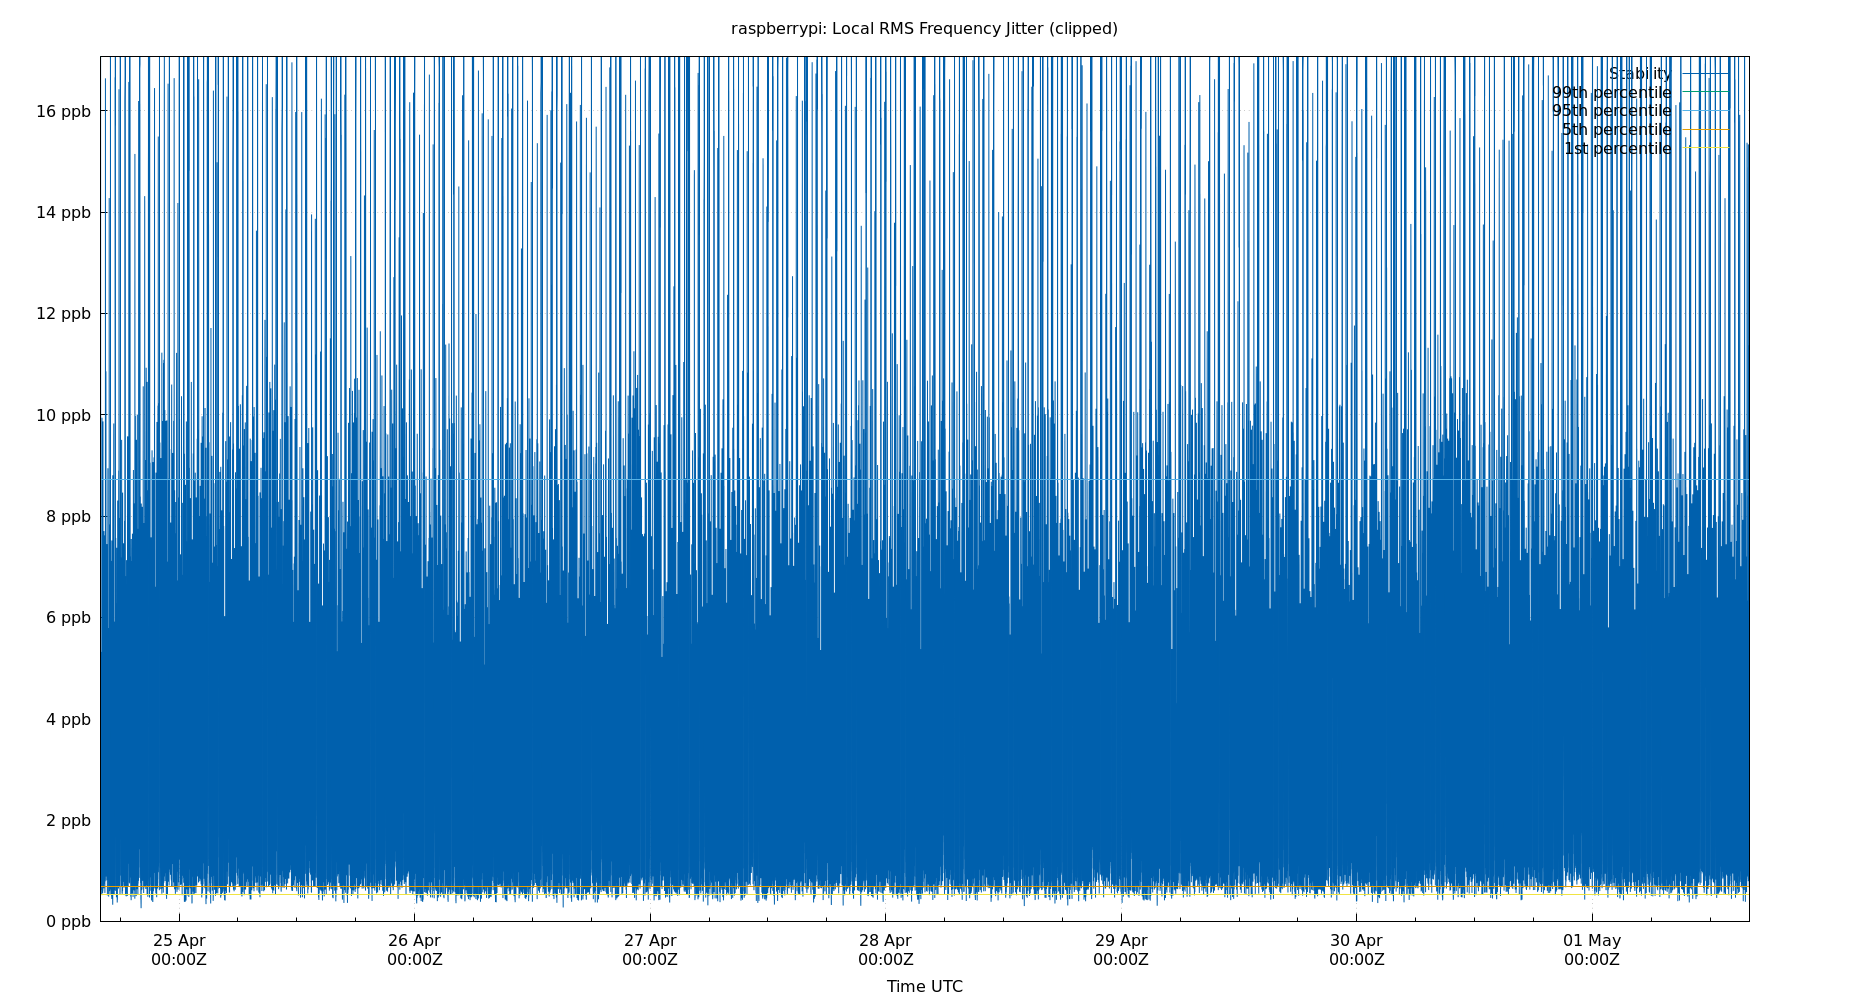 raspberrypi: Local RMS Frequency Jitter (clipped)
Stability
99th percentile
95th percentile
5th percentile
1st percentile
16 ppb
14 ppb
12 ppb
10 ppb
8 ppb
6 ppb
4 ppb
2 ppb
0 ppb
25 Apr 26 Apr 27 Apr 28 Apr 29 Apr 30 Apr 01 May
00:00Z 00:00Z 00:00Z 00:00Z 00:00Z 00:00Z 00:00Z
Time UTC